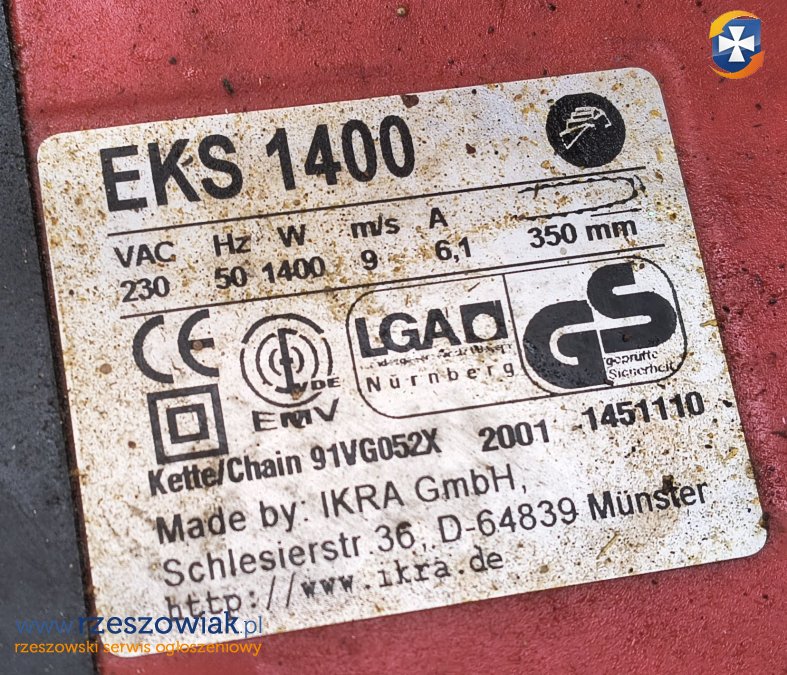 EKS 1400
VAC Hz W m/s A
230 50 1400 9 6,1 350 mm
CE
VDE
EMV
LGA
Nürnberg
GS
geprüfte
Sicherheit
Kette/Chain 91VG052X 2001 1451110
Made by: IKRA GmbH,
Schlesierstr.36, D-64839 Münster
http://www.ikra.de
www.rzeszowiak.pl
rzeszowski serwis ogłoszeniowy